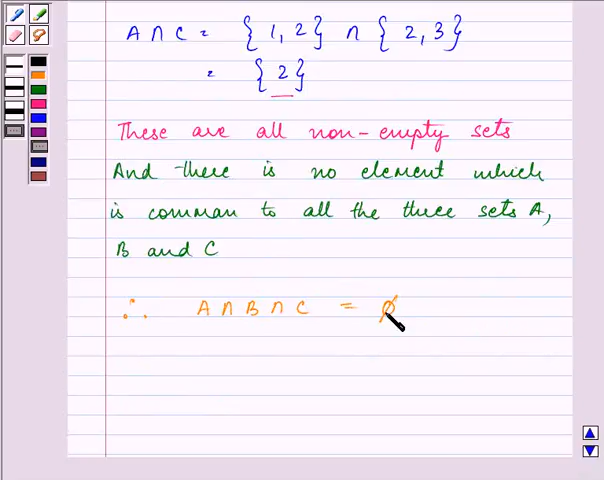 A ∩ C = { 1, 2 } ∩ { 2, 3 }
= { 2 }
These are all non-empty sets
And there is no element which
is common to all the three sets A,
B and C
∴ A ∩ B ∩ C = ϕ